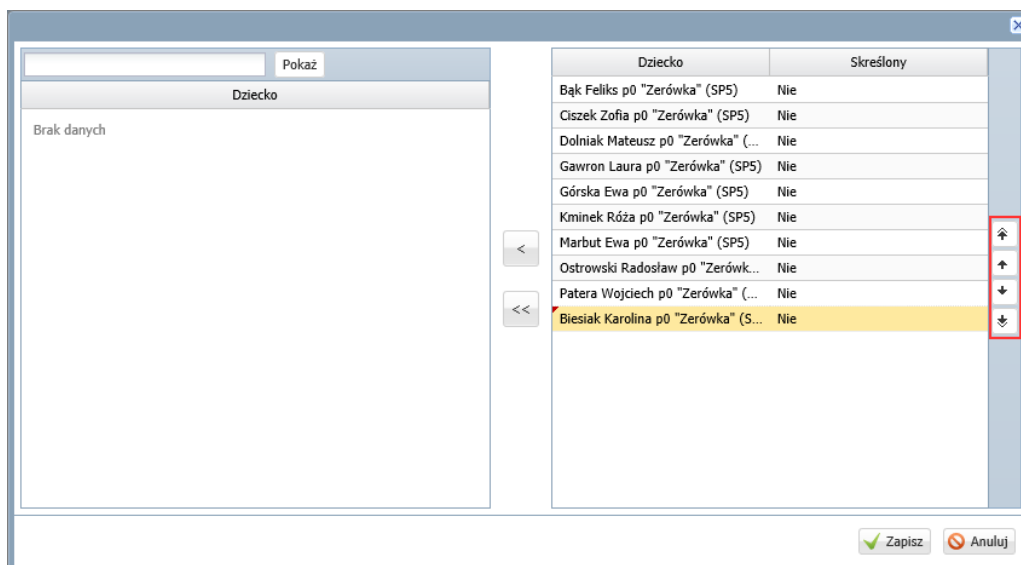 Pokaż
Dziecko
Brak danych
<
<<
Dziecko Skreślony
Bąk Feliks p0 "Zerówka" (SP5) Nie
Ciszek Zofia p0 "Zerówka" (SP5) Nie
Dolniak Mateusz p0 "Zerówka" (... Nie
Gawron Laura p0 "Zerówka" (SP5) Nie
Górska Ewa p0 "Zerówka" (SP5) Nie
Kminek Róża p0 "Zerówka" (SP5) Nie
Marbut Ewa p0 "Zerówka" (SP5) Nie
Ostrowski Radosław p0 "Zerówk... Nie
Patera Wojciech p0 "Zerówka" (... Nie
Biesiak Karolina p0 "Zerówka" (S... Nie
Zapisz Anuluj